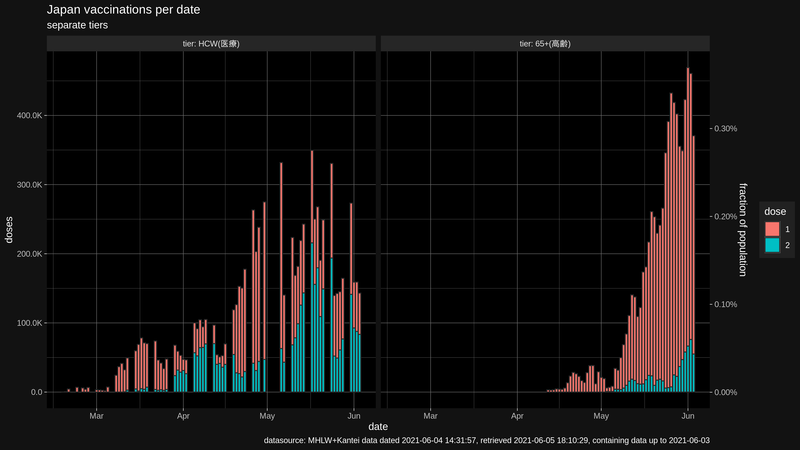 Japan vaccinations per date
separate tiers
tier: HCW(医療)
tier: 65+(高齢)
400.0K
300.0K
200.0K
100.0K
0.0
doses
0.30%
0.20%
0.10%
0.00%
fraction of population
dose
1
2
Mar
Apr
May
Jun
Mar
Apr
May
Jun
date
datasource: MHLW+Kantei data dated 2021-06-04 14:31:57, retrieved 2021-06-05 18:10:29, containing data up to 2021-06-03